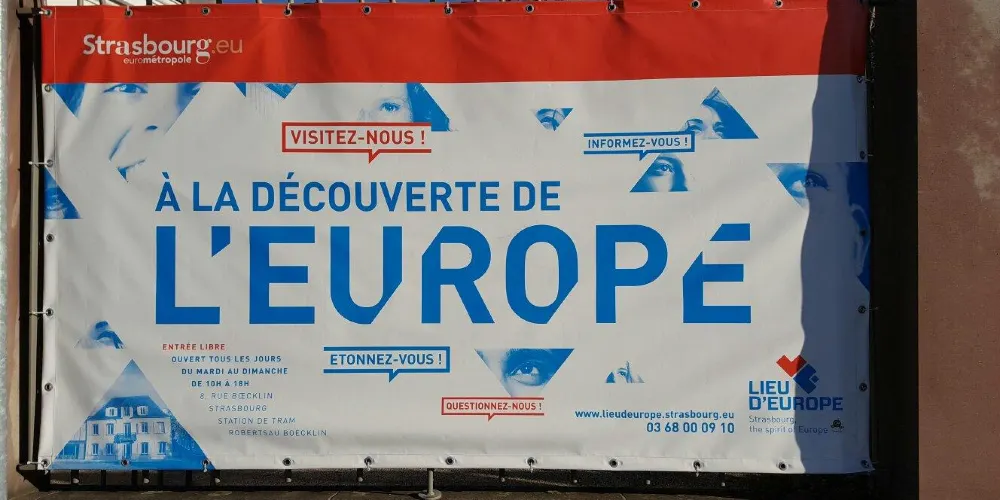 Strasbourg.eu
eurométropole
VISITEZ-NOUS !
INFORMEZ-VOUS !
À LA DÉCOUVERTE DE
L'EUROPE
ENTRÉE LIBRE
OUVERT TOUS LES JOURS
DU MARDI AU DIMANCHE
DE 10H À 18H
8, RUE BŒCKLIN
STRASBOURG
STATION DE TRAM
ROBERTSAU BOECKLIN
ETONNEZ-VOUS !
QUESTIONNEZ-NOUS !
www.lieudeurope.strasbourg.eu
03 68 00 09 10
LIEU
D'EUROPE
Strasbourg,
the spirit of Europe